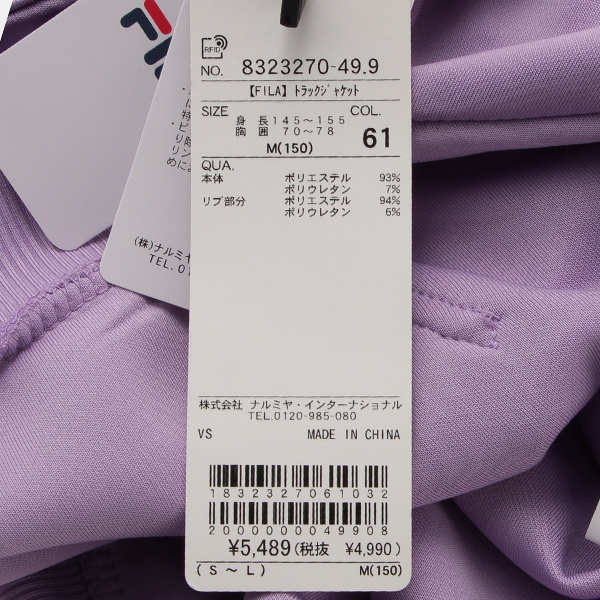 FILA
RFID
NO. 8323270-49.9
【FILA】トラックジャケット
SIZE COL.
身 長 145～155
胸 囲 70～78
61
M(150)
QUA.
本体 ポリエステル 93%
ポリウレタン 7%
リブ部分 ポリエステル 94%
ポリウレタン 6%
(株)ナルミヤ
TEL.01
株式会社 ナルミヤ・インターナショナル
TEL.0120-985-080
VS MADE IN CHINA
1832327061032
2000000049908
¥5,489(税抜 ¥4,990)
(S～L) M(150)